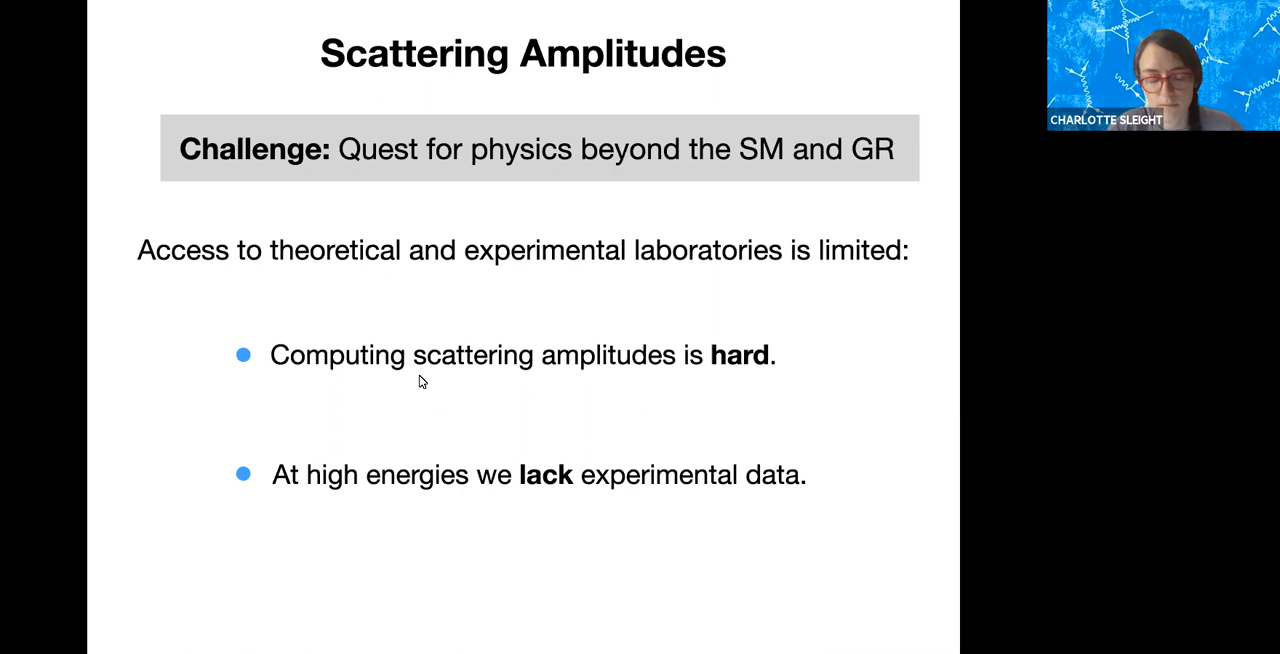 Scattering Amplitudes
Challenge: Quest for physics beyond the SM and GR
Access to theoretical and experimental laboratories is limited:
Computing scattering amplitudes is hard.
At high energies we lack experimental data.
CHARLOTTE SLEIGHT